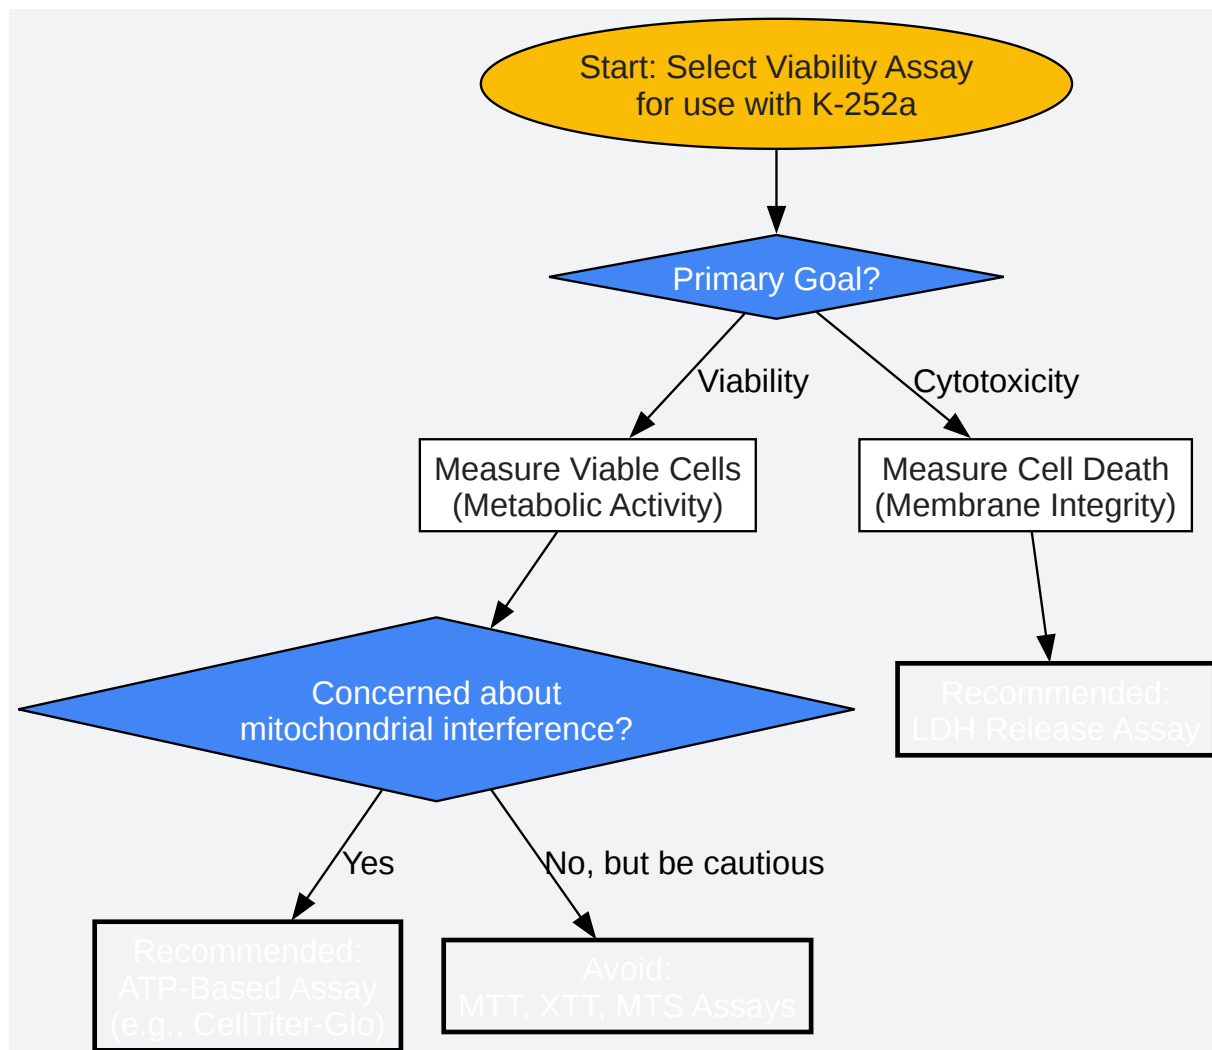 Start: Select Viability Assay
for use with K-252a
Primary Goal?
Viability
Cytotoxicity
Measure Viable Cells
(Metabolic Activity)
Measure Cell Death
(Membrane Integrity)
Concerned about
mitochondrial interference?
Recommended:
LDH Release Assay
Yes
No, but be cautious
Recommended:
ATP-Based Assay
(e.g., CellTiter-Glo)
Avoid:
MTT, XTT, MTS Assays